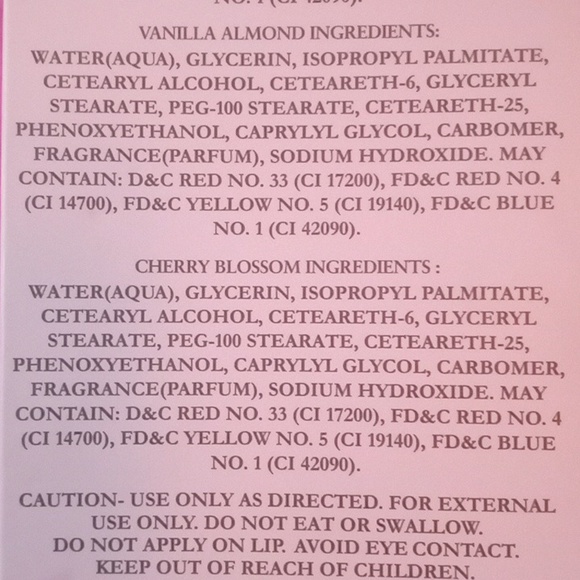 NO. 1 (CI 42090).
VANILLA ALMOND INGREDIENTS:
WATER(AQUA), GLYCERIN, ISOPROPYL PALMITATE,
CETEARYL ALCOHOL, CETEARETH-6, GLYCERYL
STEARATE, PEG-100 STEARATE, CETEARETH-25,
PHENOXYETHANOL, CAPRYLYL GLYCOL, CARBOMER,
FRAGRANCE(PARFUM), SODIUM HYDROXIDE. MAY
CONTAIN: D&C RED NO. 33 (CI 17200), FD&C RED NO. 4
(CI 14700), FD&C YELLOW NO. 5 (CI 19140), FD&C BLUE
NO. 1 (CI 42090).
CHERRY BLOSSOM INGREDIENTS :
WATER(AQUA), GLYCERIN, ISOPROPYL PALMITATE,
CETEARYL ALCOHOL, CETEARETH-6, GLYCERYL
STEARATE, PEG-100 STEARATE, CETEARETH-25,
PHENOXYETHANOL, CAPRYLYL GLYCOL, CARBOMER,
FRAGRANCE(PARFUM), SODIUM HYDROXIDE. MAY
CONTAIN: D&C RED NO. 33 (CI 17200), FD&C RED NO. 4
(CI 14700), FD&C YELLOW NO. 5 (CI 19140), FD&C BLUE
NO. 1 (CI 42090).
CAUTION- USE ONLY AS DIRECTED. FOR EXTERNAL
USE ONLY. DO NOT EAT OR SWALLOW.
DO NOT APPLY ON LIP. AVOID EYE CONTACT.
KEEP OUT OF REACH OF CHILDREN.